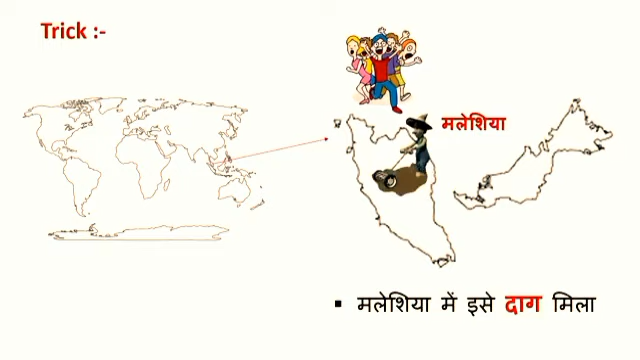 Trick :-
मलेशिया
▪ मलेशिया में इसे दाग मिला